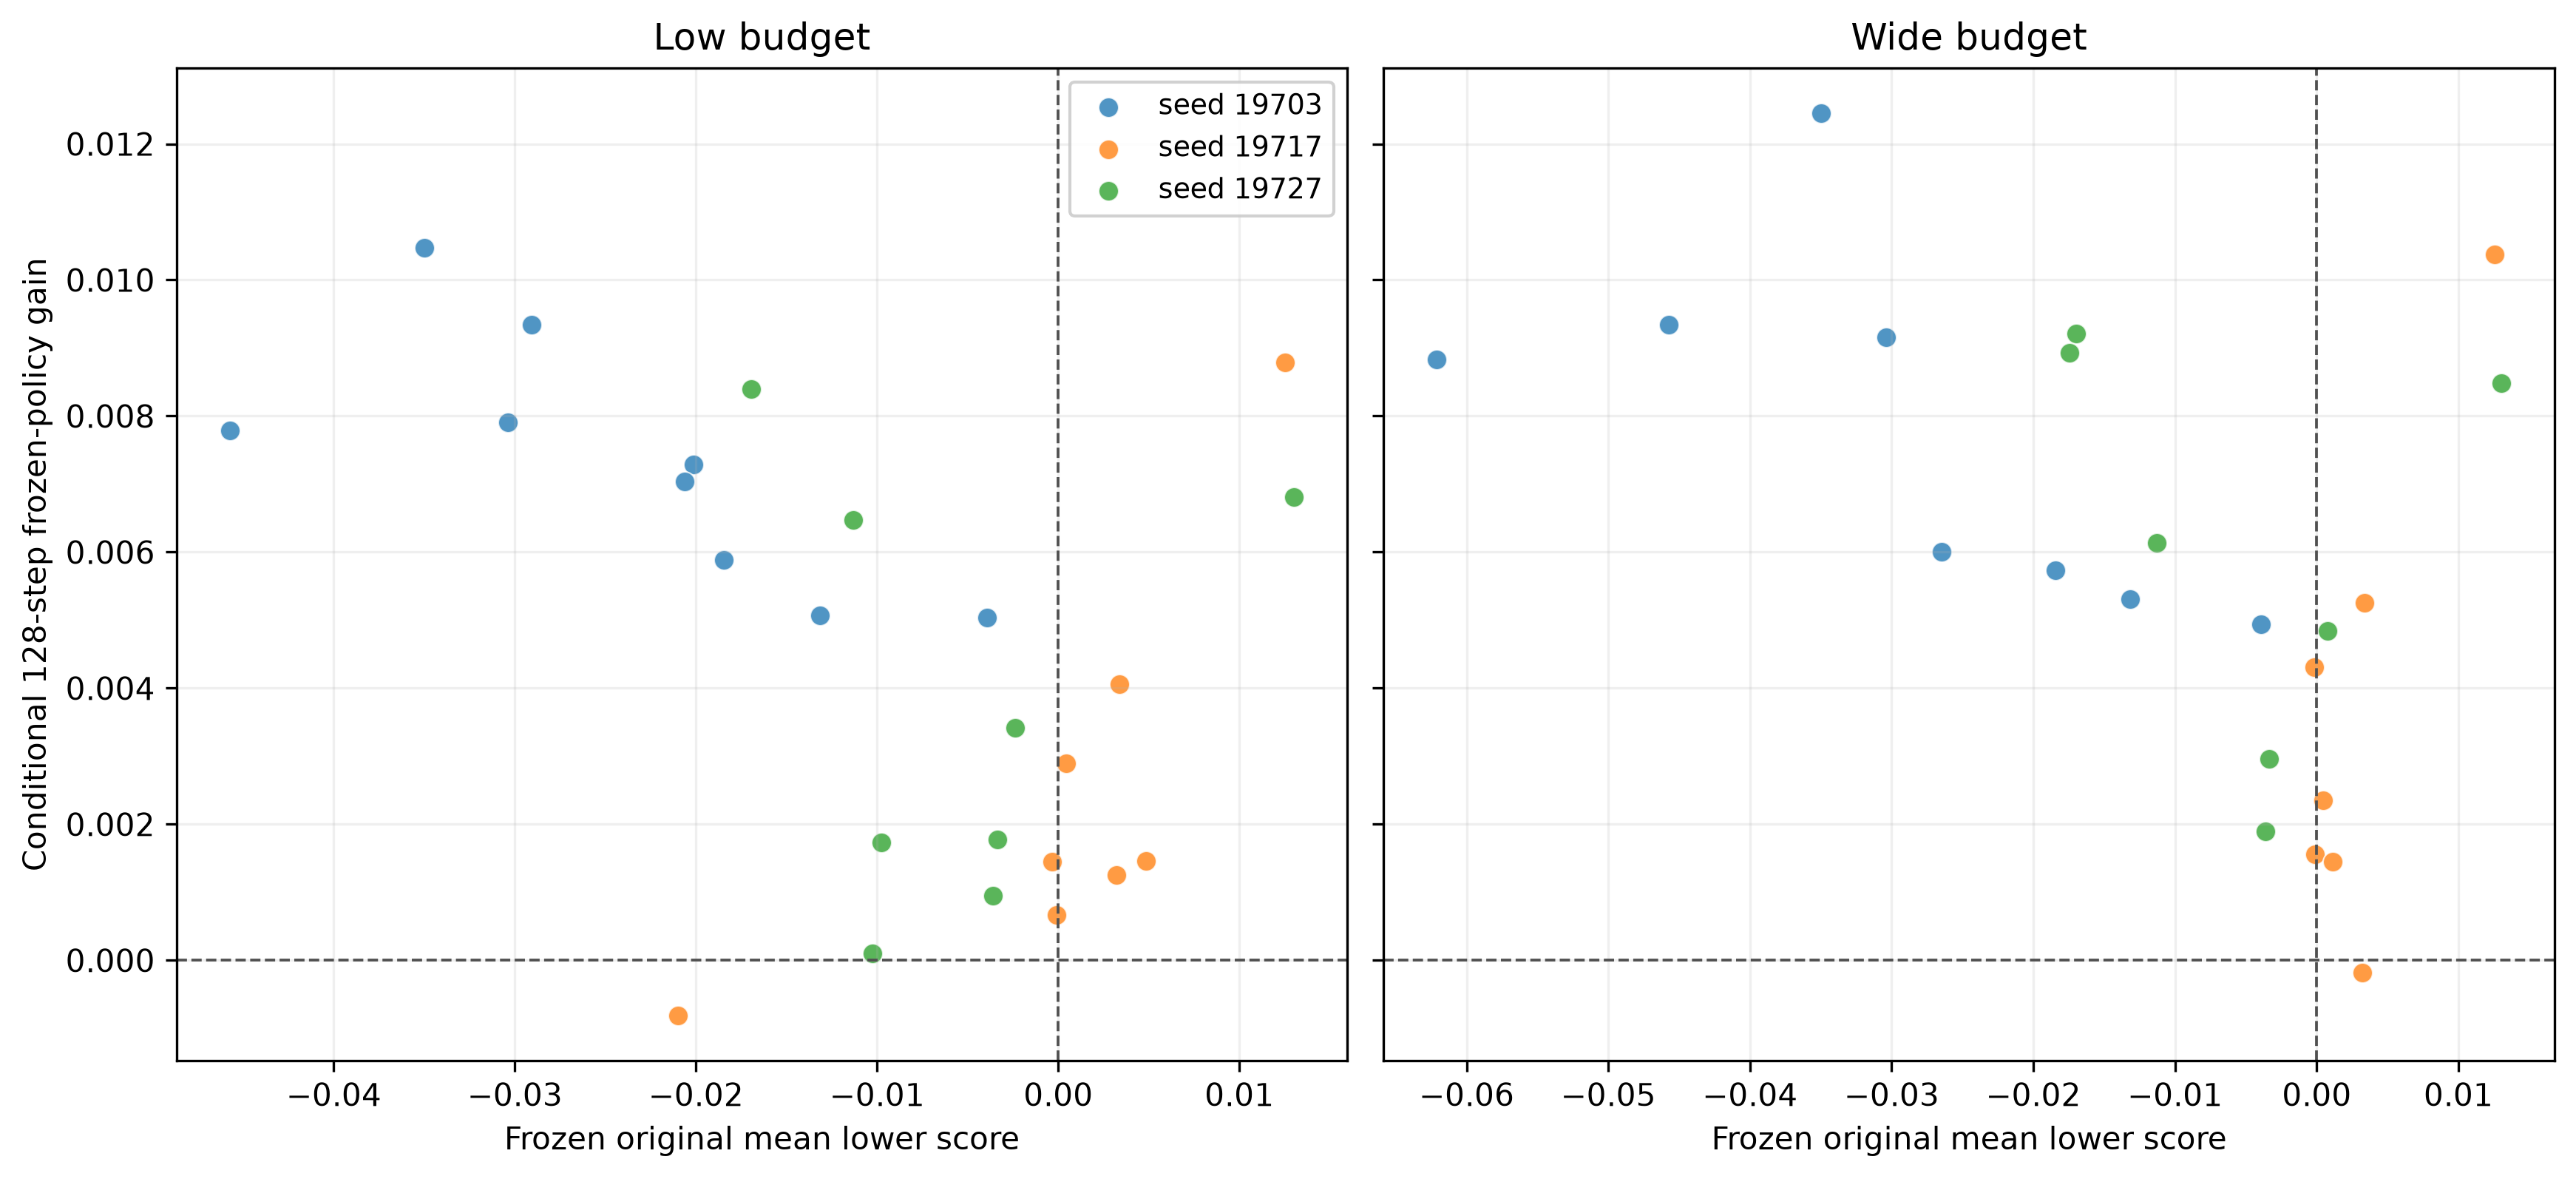 Low budget
Wide budget
Conditional 128-step frozen-policy gain
0.012
0.010
0.008
0.006
0.004
0.002
0.000
seed 19703
seed 19717
seed 19727
−0.04
−0.03
−0.02
−0.01
0.00
0.01
−0.06
−0.05
−0.04
−0.03
−0.02
−0.01
0.00
0.01
Frozen original mean lower score
Frozen original mean lower score